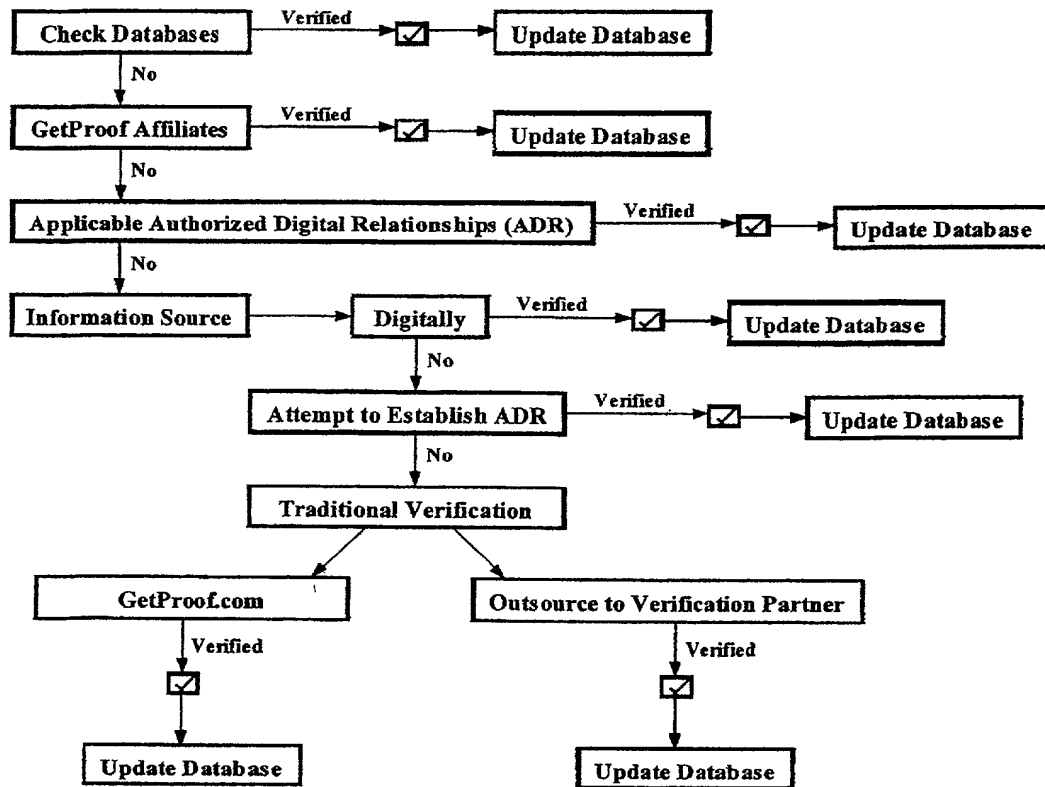 Verified
Check Databases
Update Database
No
Verified
GetProof Affiliates
Update Database
No
Verified
Applicable Authorized Digital Relationships (ADR)
Update Database
No
Verified
Information Source
Digitally
Update Database
No
Verified
Attempt to Establish ADR
Update Database
No
Traditional Verification
GetProof.com
Outsource to Verification Partner
Verified
Verified
Update Database
Update Database